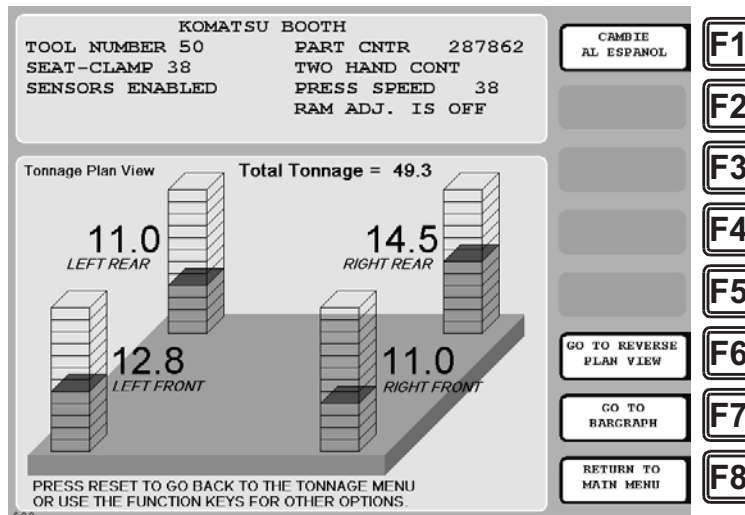 KOMATSU BOOTH
TOOL NUMBER 50 PART CNTR 287862
SEAT-CLAMP 38 TWO HAND CONT
SENSORS ENABLED PRESS SPEED 38
RAM ADJ. IS OFF
Tonnage Plan View Total Tonnage = 49.3
11.0
LEFT REAR
14.5
RIGHT REAR
12.8
LEFT FRONT
11.0
RIGHT FRONT
PRESS RESET TO GO BACK TO THE TONNAGE MENU
OR USE THE FUNCTION KEYS FOR OTHER OPTIONS.
CAMBIE
AL ESPANOL
F1
F2
F3
F4
F5
GO TO REVERSE
PLAN VIEW
F6
GO TO
BARGRAPH
F7
RETURN TO
MAIN MENU
F8